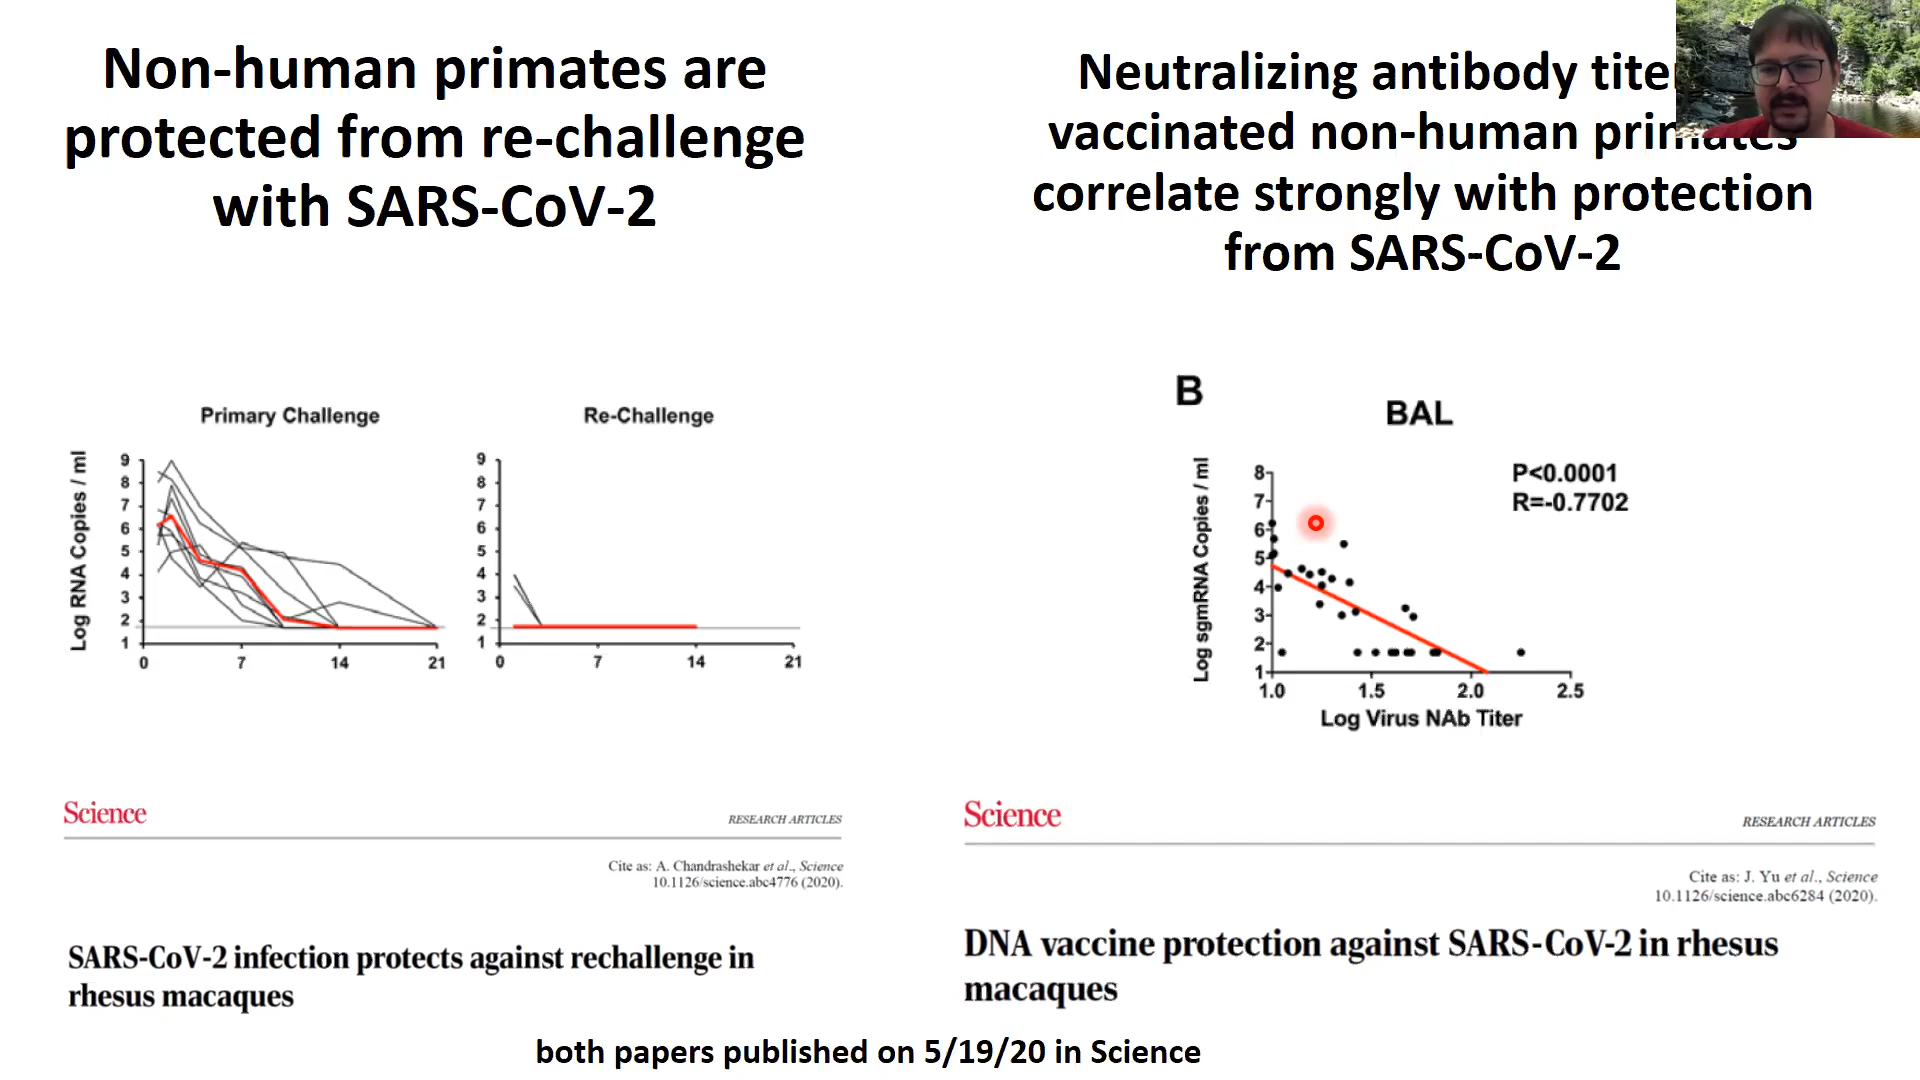 Non-human primates are
protected from re-challenge
with SARS-CoV-2
Primary Challenge
Re-Challenge
Log RNA Copies / ml
9
8
7
6
5
4
3
2
1
0
7
14
21
9
8
7
6
5
4
3
2
1
0
7
14
21
Science
RESEARCH ARTICLES
Cite as: A. Chandrashekar et al., Science
10.1126/science.abc4776 (2020).
SARS-CoV-2 infection protects against rechallenge in
rhesus macaques
Neutralizing antibody
vaccinated non-human primates
correlate strongly with protection
from SARS-CoV-2
B
BAL
P<0.0001
R=-0.7702
Log sgmRNA Copies / ml
8
7
6
5
4
3
2
1
1.0
1.5
2.0
2.5
Log Virus NAb Titer
Science
RESEARCH ARTICLES
Cite as: J. Yu et al., Science
10.1126/science.abc6284 (2020).
DNA vaccine protection against SARS-CoV-2 in rhesus
macaques
both papers published on 5/19/20 in Science